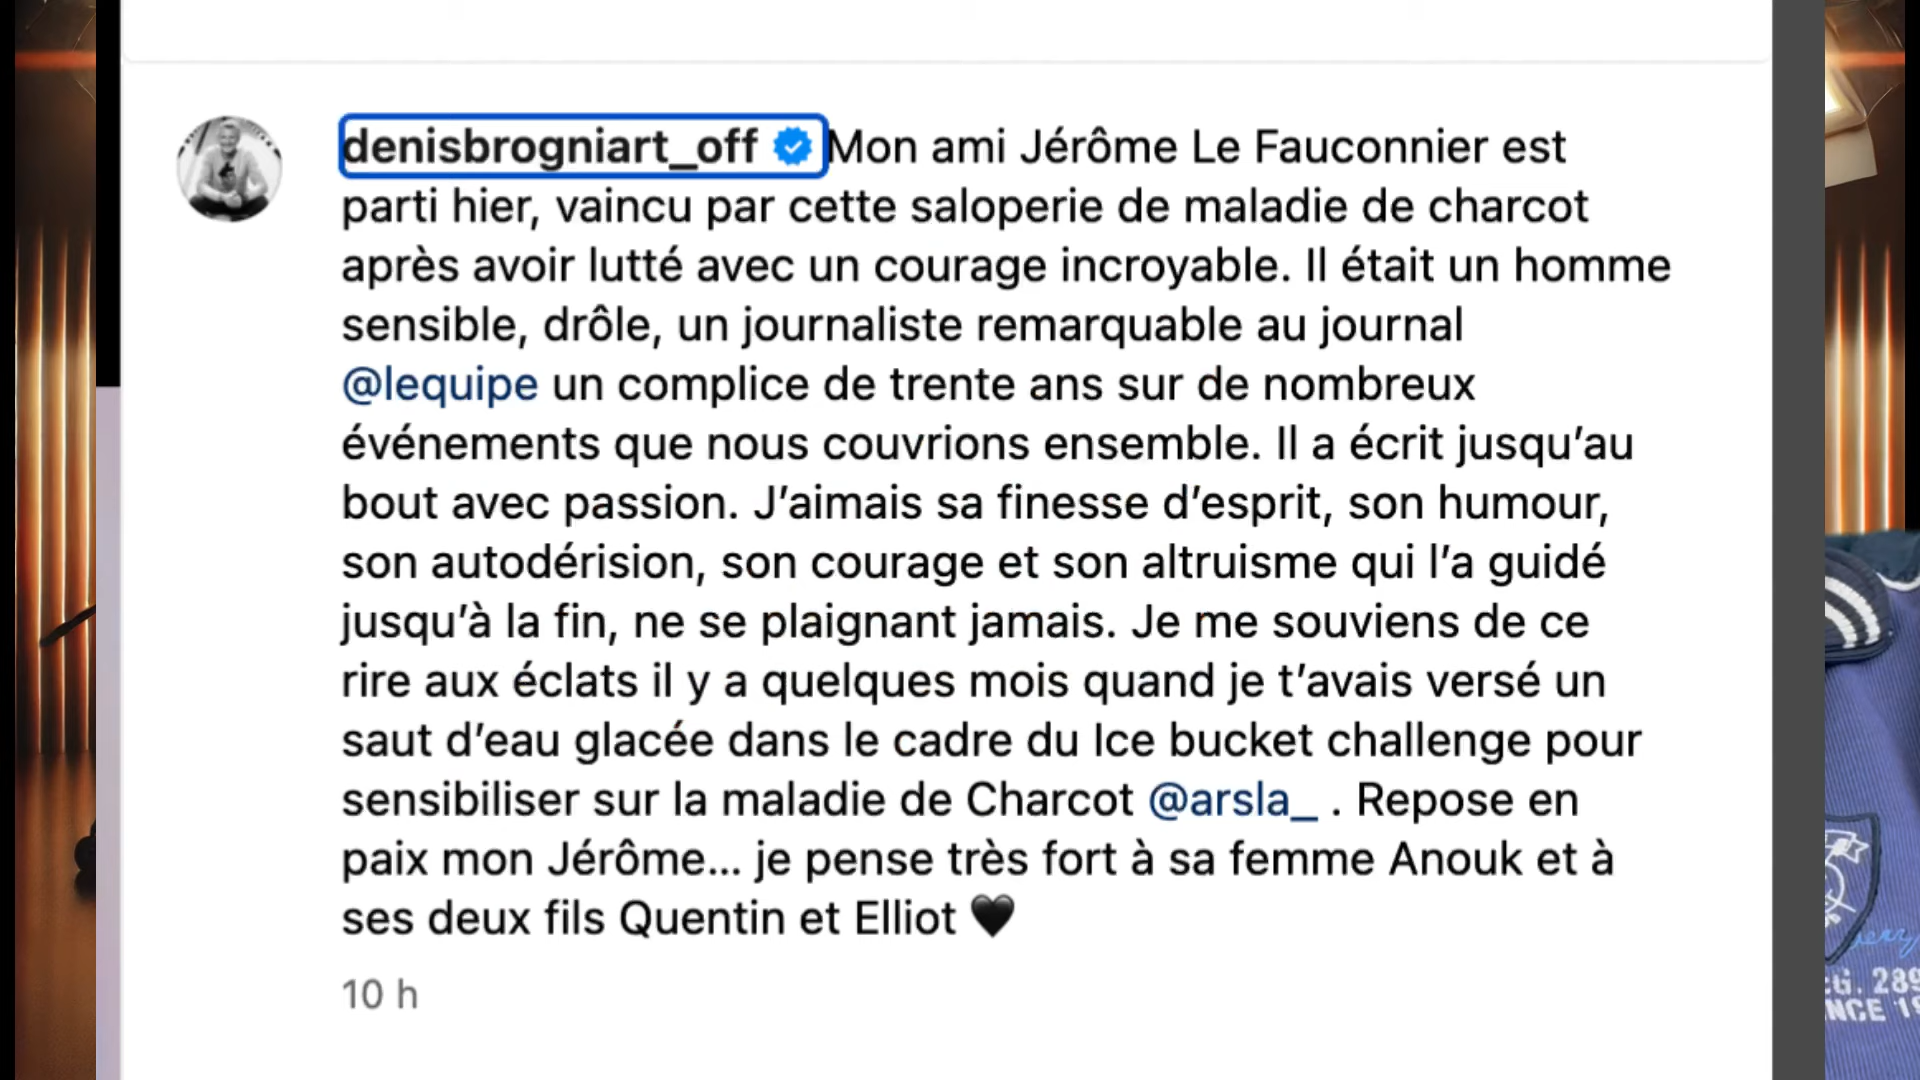 denisbrogniart_off Mon ami Jérôme Le Fauconnier est
parti hier, vaincu par cette saloperie de maladie de charcot
après avoir lutté avec un courage incroyable. Il était un homme
sensible, drôle, un journaliste remarquable au journal
@lequipe un complice de trente ans sur de nombreux
événements que nous couvrions ensemble. Il a écrit jusqu’au
bout avec passion. J’aimais sa finesse d’esprit, son humour,
son autodérision, son courage et son altruisme qui l’a guidé
jusqu’à la fin, ne se plaignant jamais. Je me souviens de ce
rire aux éclats il y a quelques mois quand je t’avais versé un
saut d’eau glacée dans le cadre du Ice bucket challenge pour
sensibiliser sur la maladie de Charcot @arsla_ . Repose en
paix mon Jérôme... je pense très fort à sa femme Anouk et à
ses deux fils Quentin et Elliot 🖤
10 h
289
NCE 1